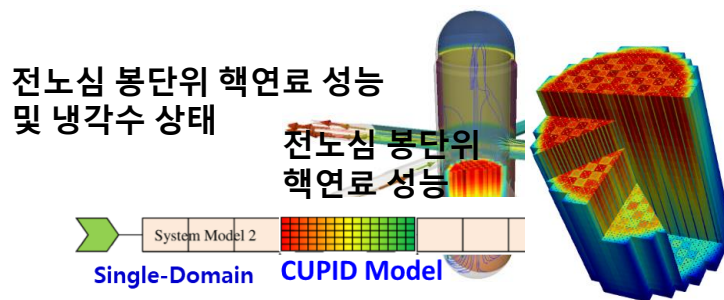 전노심 봉단위 핵연료 성능
및 냉각수 상태
전노심 봉단위
핵연료 성능
System Model 2
Single-Domain
CUPID Model